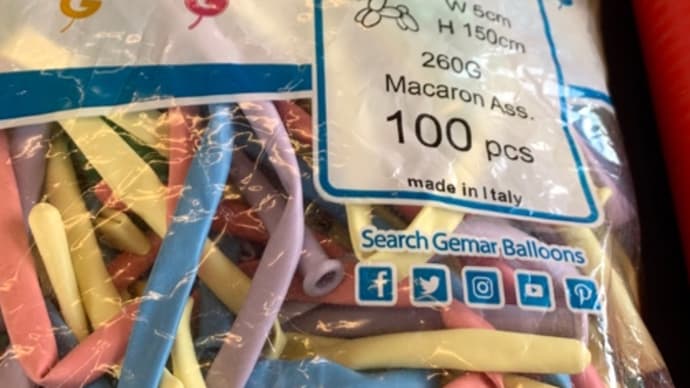 G
W 5cm
H 150cm
260G
Macaron Ass.
100 pcs
made in Italy
Search Gemar Balloons